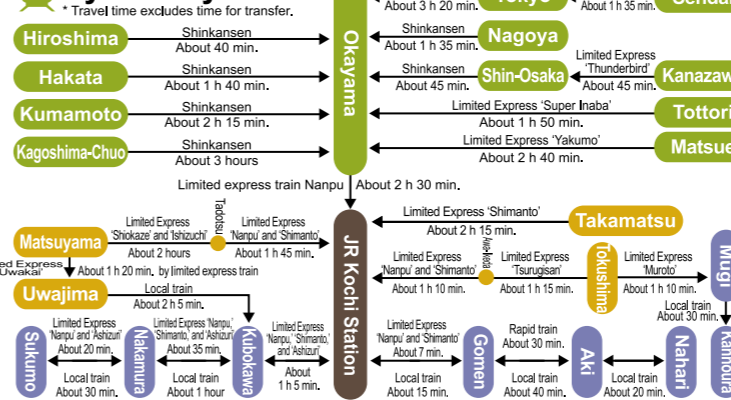 * Travel time excludes time for transfer.
About 3 h 20 min.
Tokyo
About 1 h 35 min.
Sendai
Hiroshima
Shinkansen
About 40 min.
Okayama
Shinkansen
About 1 h 35 min.
Nagoya
Hakata
Shinkansen
About 1 h 40 min.
Shinkansen
About 45 min.
Shin-Osaka
Limited Express
'Thunderbird'
About 45 min.
Kanazaw
Kumamoto
Shinkansen
About 2 h 15 min.
Limited Express 'Super Inaba'
About 1 h 50 min.
Tottori
Kagoshima-Chuo
Shinkansen
About 3 hours
Limited Express 'Yakumo'
About 2 h 40 min.
Matsue
Limited express train Nanpu
About 2 h 30 min.
Matsuyama
Limited Express
'Shiokaze' and 'Ishizuchi'
About 2 hours
Tadotsu
Limited Express
'Nanpu' and 'Shimanto'
About 1 h 45 min.
JR Kochi Station
Limited Express 'Shimanto'
About 2 h 15 min.
Takamatsu
ed Express
Uwakai'
About 1 h 20 min. by limited express train
Limited Express
'Nanpu' and 'Shimanto'
About 1 h 10 min.
Limited Express
'Tsurugisan'
About 1 h 15 min.
Tokushima
Limited Express
'Muroto'
About 1 h 10 min.
Mugi
Uwajima
Local train
About 2 h 5 min.
Local train
About 30 min.
Sukumo
Limited Express
'Nanpu' and 'Ashizuri'
About 20 min.
Local train
About 30 min.
Nakamura
Limited Express 'Nanpu,'
'Shimanto,' and 'Ashizuri'
About 35 min.
Local train
About 1 hour
Kubokawa
Limited Express
'Nanpu,' 'Shimanto,'
and 'Ashizuri'
About
1 h 5 min.
Limited Express
'Nanpu' and 'Shimanto'
About 7 min.
Local train
About 15 min.
Gomen
Rapid train
About 30 min.
Local train
About 40 min.
Aki
Local train
About 20 min.
Nahari
Kannoura